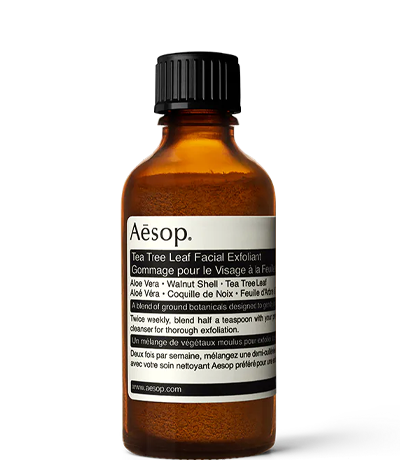 Aēsop.
Tea Tree Leaf Facial Exfoliant
Gommage pour le Visage à la
Aloe Vera • Walnut Shell • Tea Tree Leaf
Aloé Véra • Coquille de Noix • Feuille
A blend of ground botanicals designed to
Twice weekly, blend half a teaspoon with
cleanser for thorough exfoliation.
Un mélange de végétaux moulus pour
Deux fois par semaine, mélangez une
avec votre soin nettoyant Aesop préféré pour une
www.aesop.com